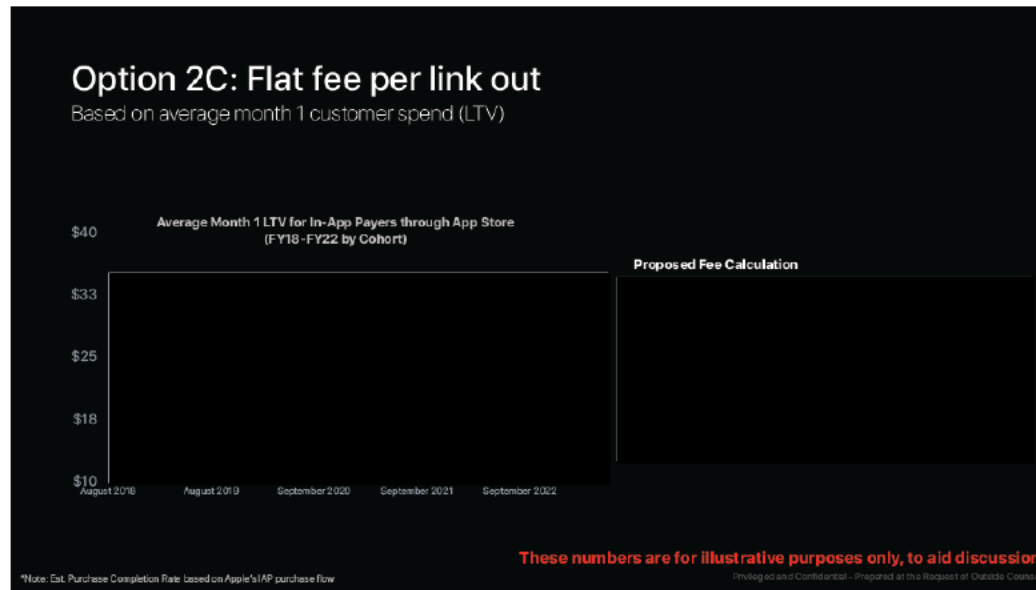 Option 2C: Flat fee per link out
Based on average month 1 customer spend (LTV)
Average Month 1 LTV for In-App Payers through App Store
(FY18-FY22 by Cohort)
$40
$33
$25
$18
$10
August 2018
August 2019
September 2020
September 2021
September 2022
Proposed Fee Calculation
These numbers are for illustrative purposes only, to aid discussion
*Note: Est. Purchase Completion Rate based on Apple's IAP purchase flow
Privileged and Confidential - Prepared at the Request of Outside Counse